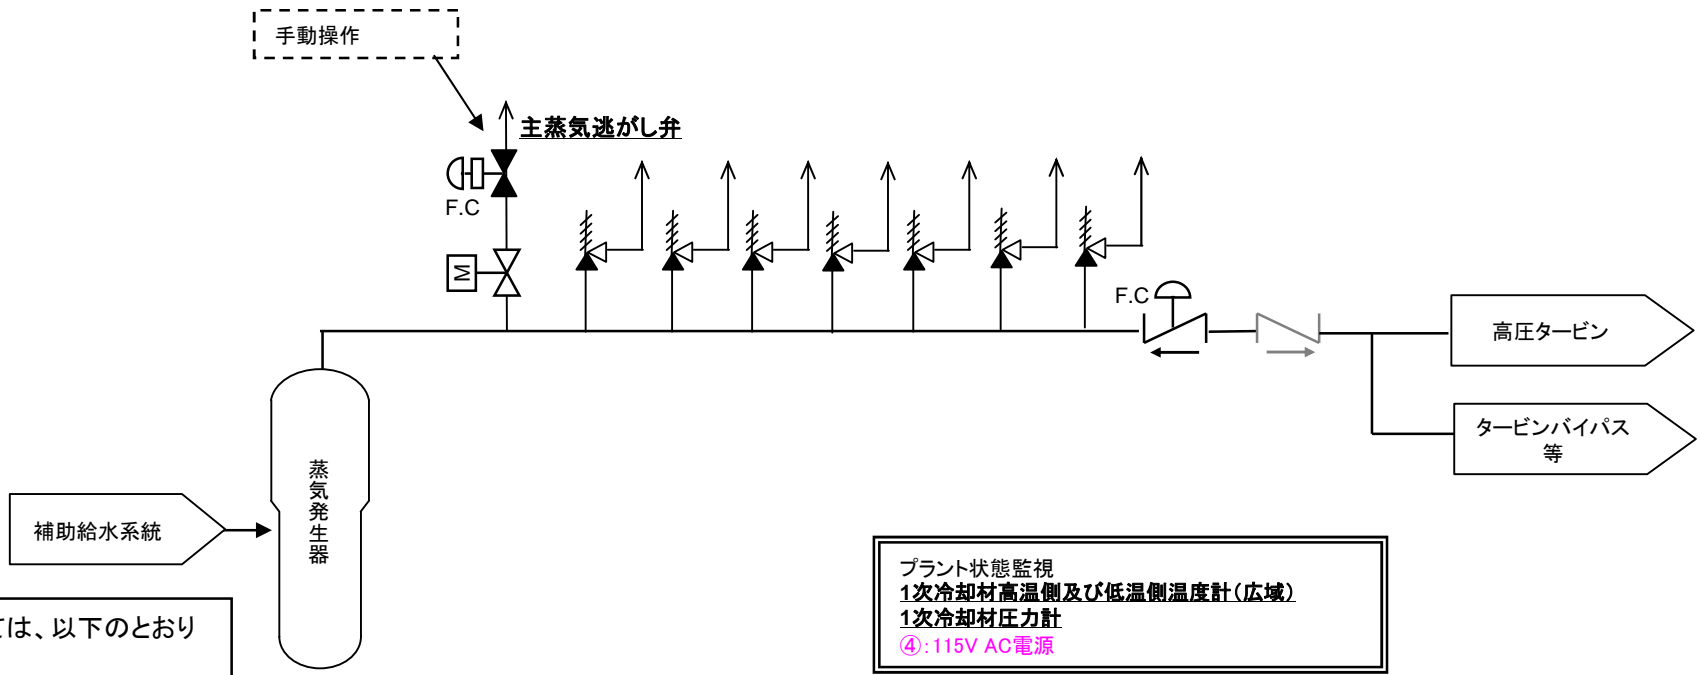 手動操作
主蒸気逃がし弁
F.C
M
F.C
高圧タービン
タービンバイパス
等
蒸気発生器
補助給水系統
プラント状態監視
1次冷却材高温側及び低温側温度計(広域)
1次冷却材圧力計
④:115V AC電源
ては、以下のとおり